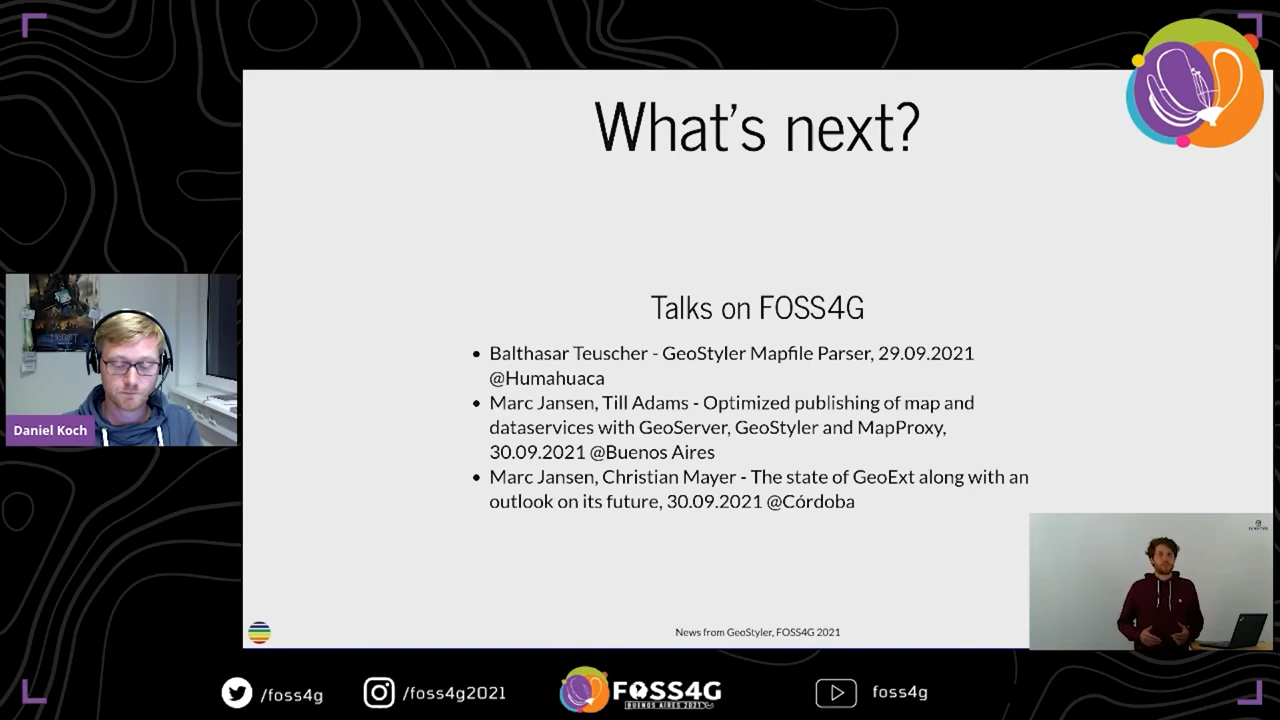 What's next?
Talks on FOSS4G
• Balthasar Teuscher - GeoStyler Mapfile Parser, 29.09.2021
@Humahuaca
• Marc Jansen, Till Adams - Optimized publishing of map and
dataservices with GeoServer, GeoStyler and MapProxy,
30.09.2021 @Buenos Aires
• Marc Jansen, Christian Mayer - The state of GeoExt along with an
outlook on its future, 30.09.2021 @Córdoba
Daniel Koch
News from GeoStyler, FOSS4G 2021
/foss4g
/foss4g2021
FOSS4G
BUENOS AIRES 2021
foss4g